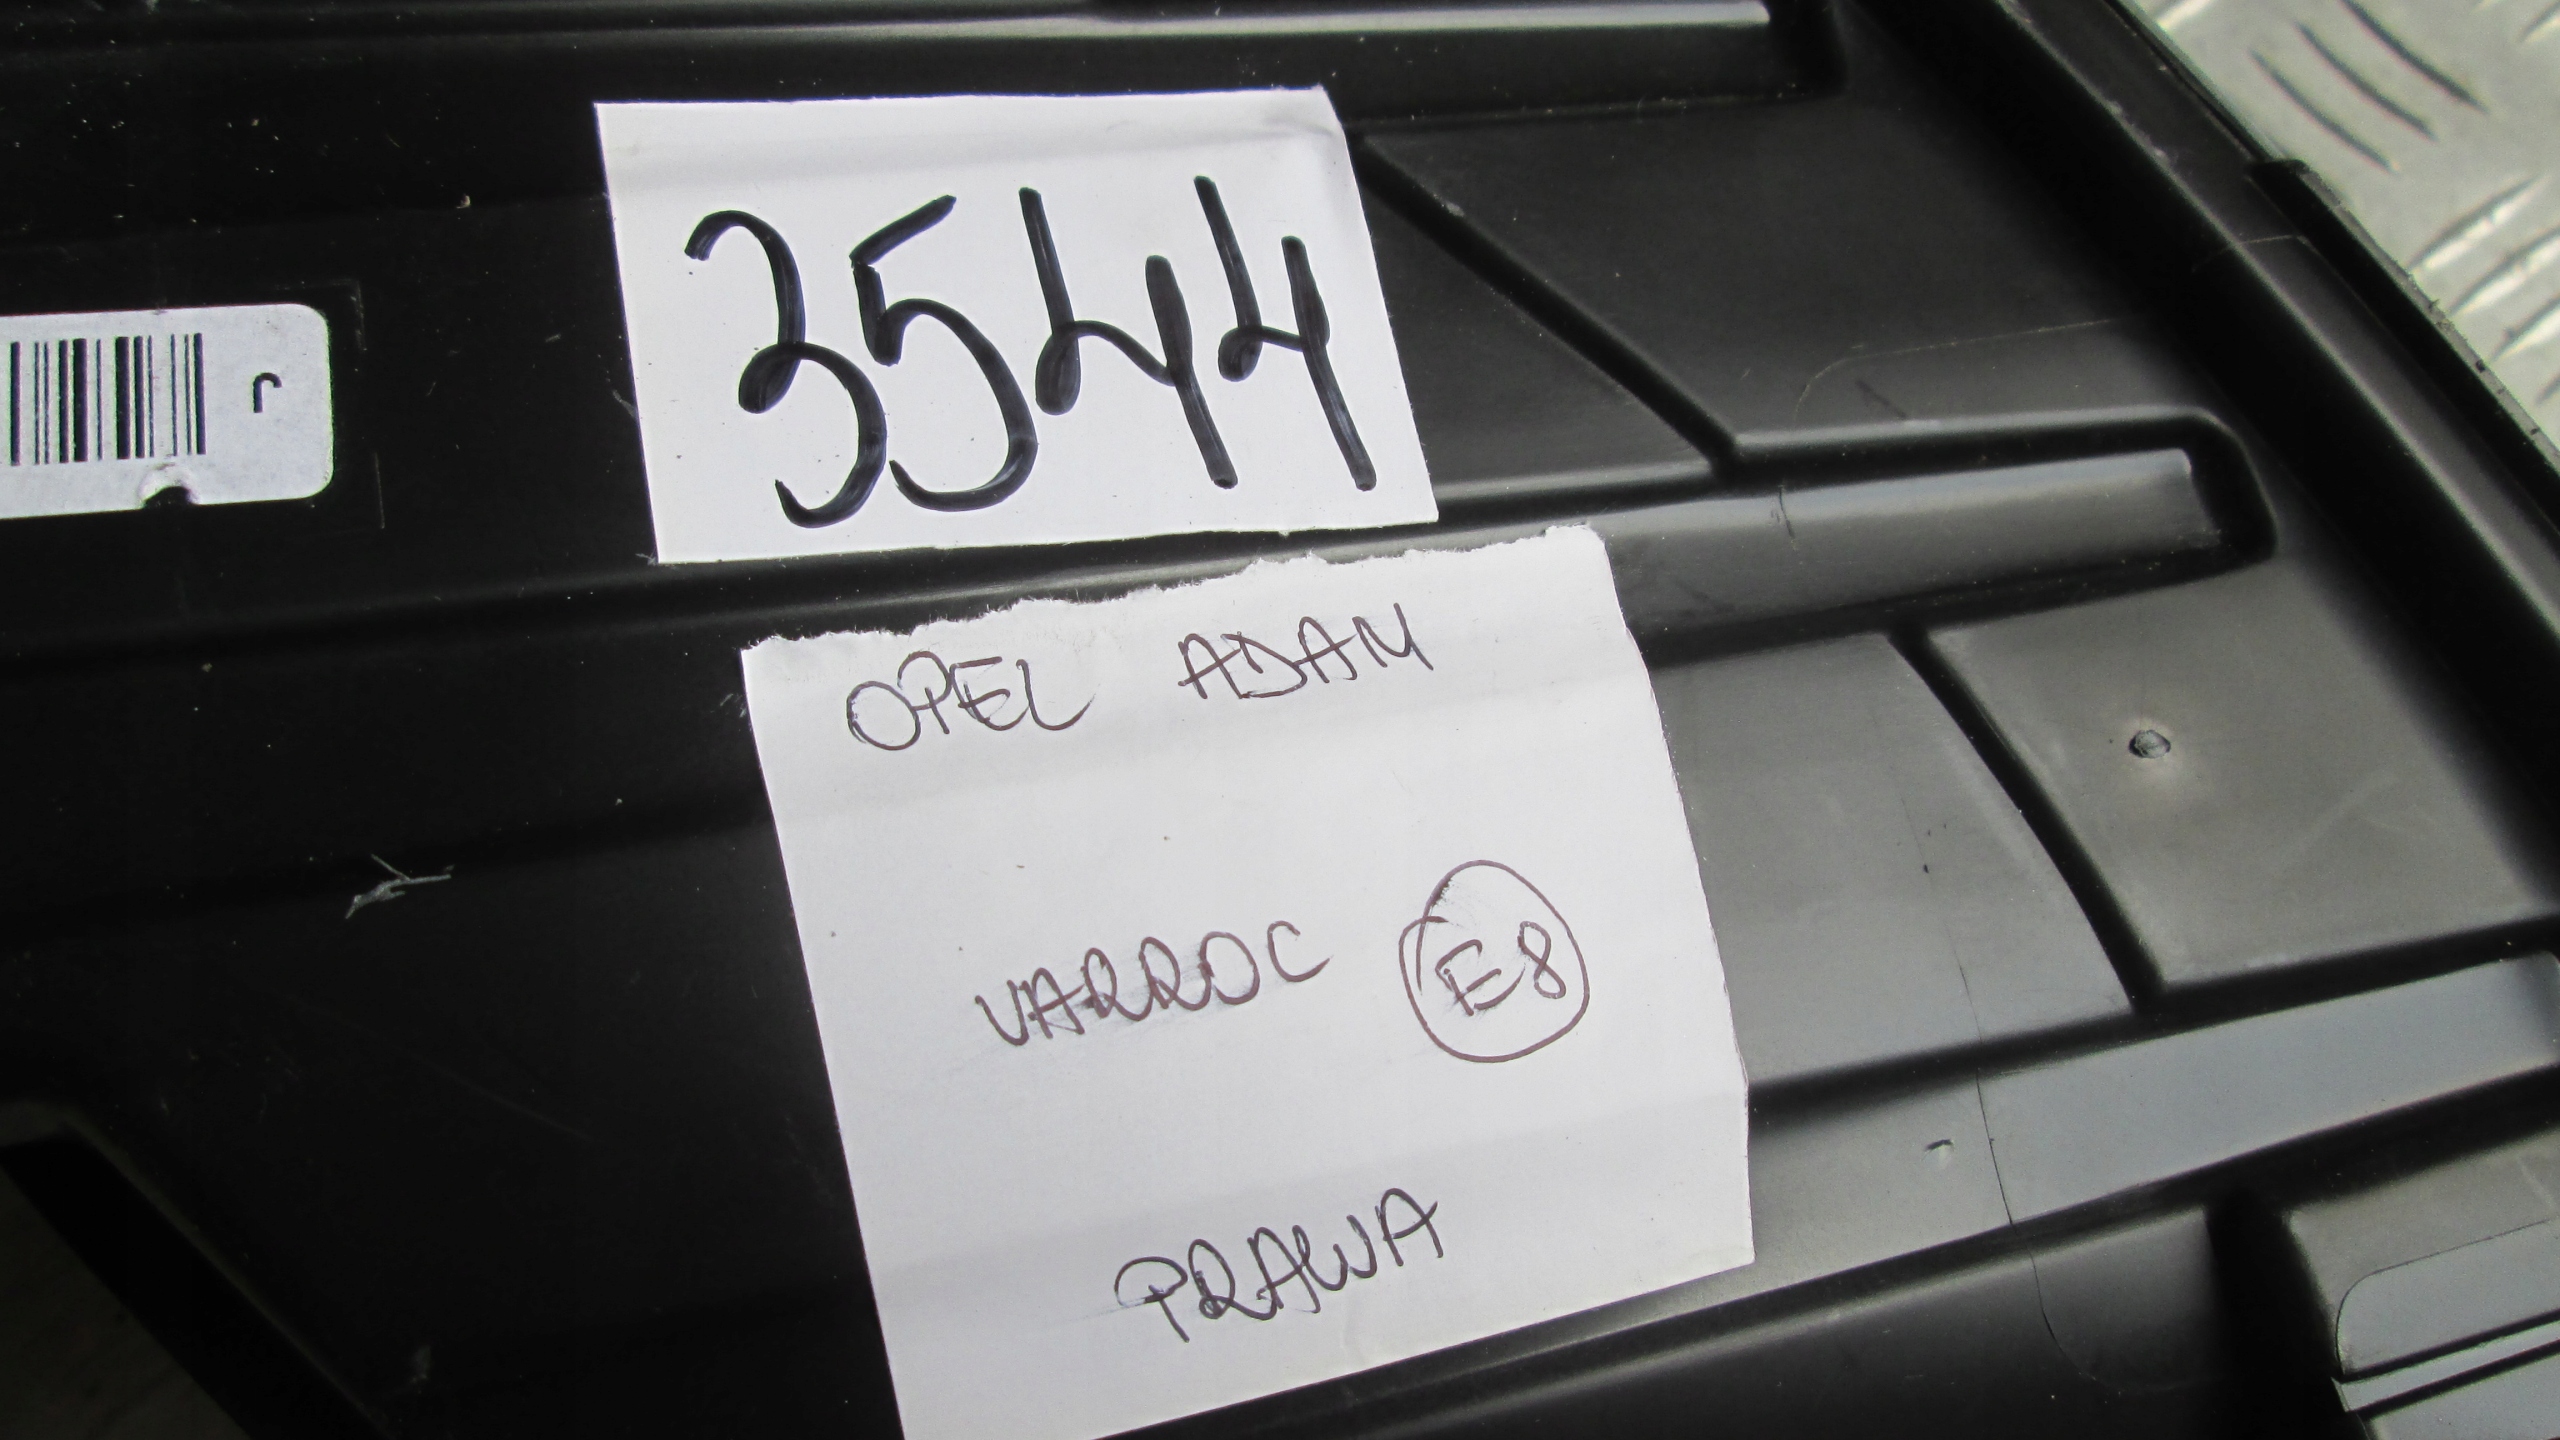 3544
OPEL ADAM
VARROC E8
PRAWA